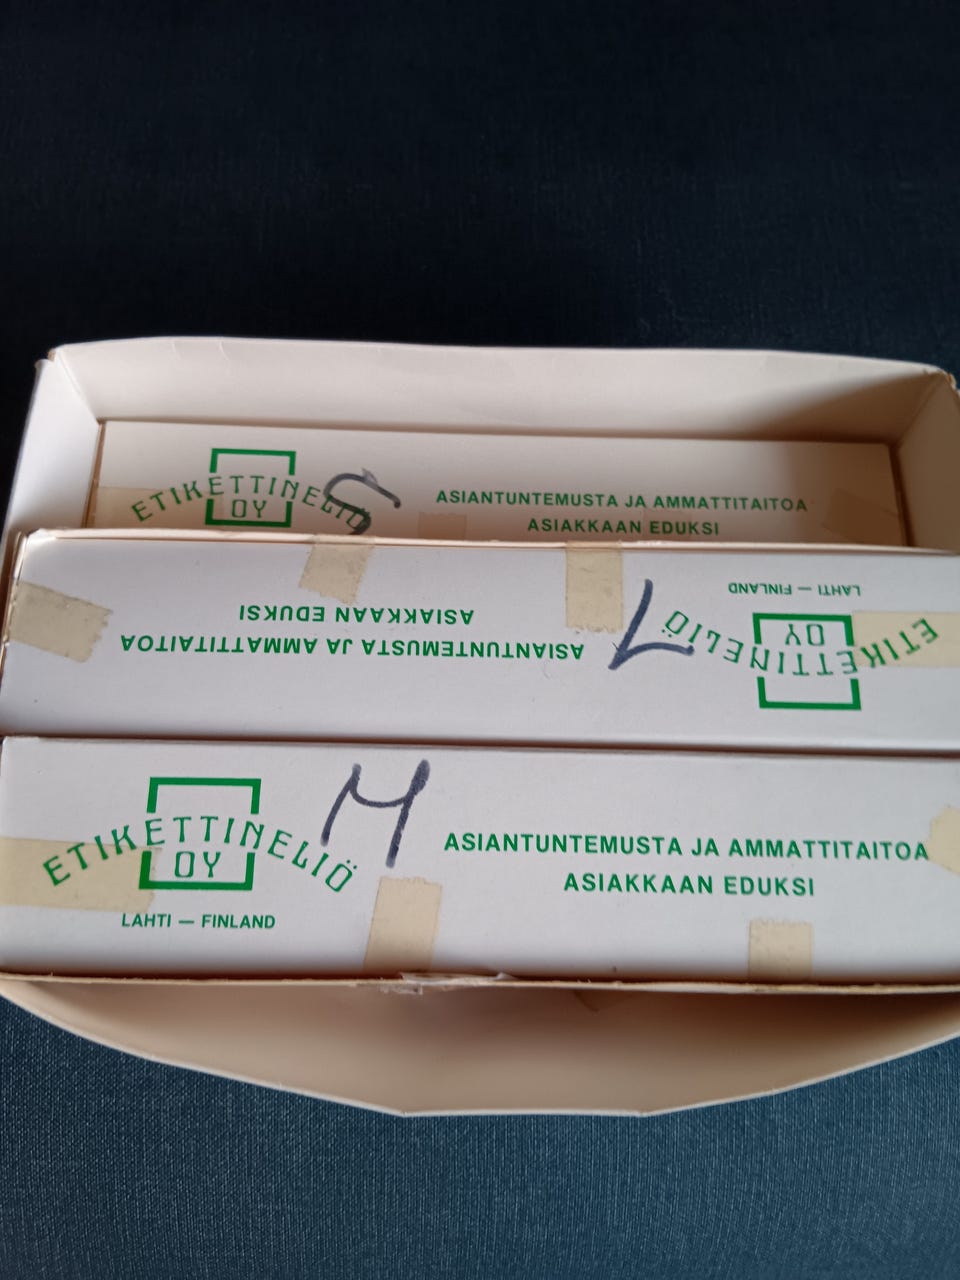 ETIKETTINELIÖ
OY
S
ASIANTUNTEMUSTA JA AMMATTITAITOA
ASIAKKAAN EDUKSI
ETIKETTINELIÖ
OY
LAHTI — FINLAND
L
ASIANTUNTEMUSTA JA AMMATTITAITOA
ASIAKKAAN EDUKSI
ETIKETTINELIÖ
OY
LAHTI — FINLAND
M
ASIANTUNTEMUSTA JA AMMATTITAITOA
ASIAKKAAN EDUKSI